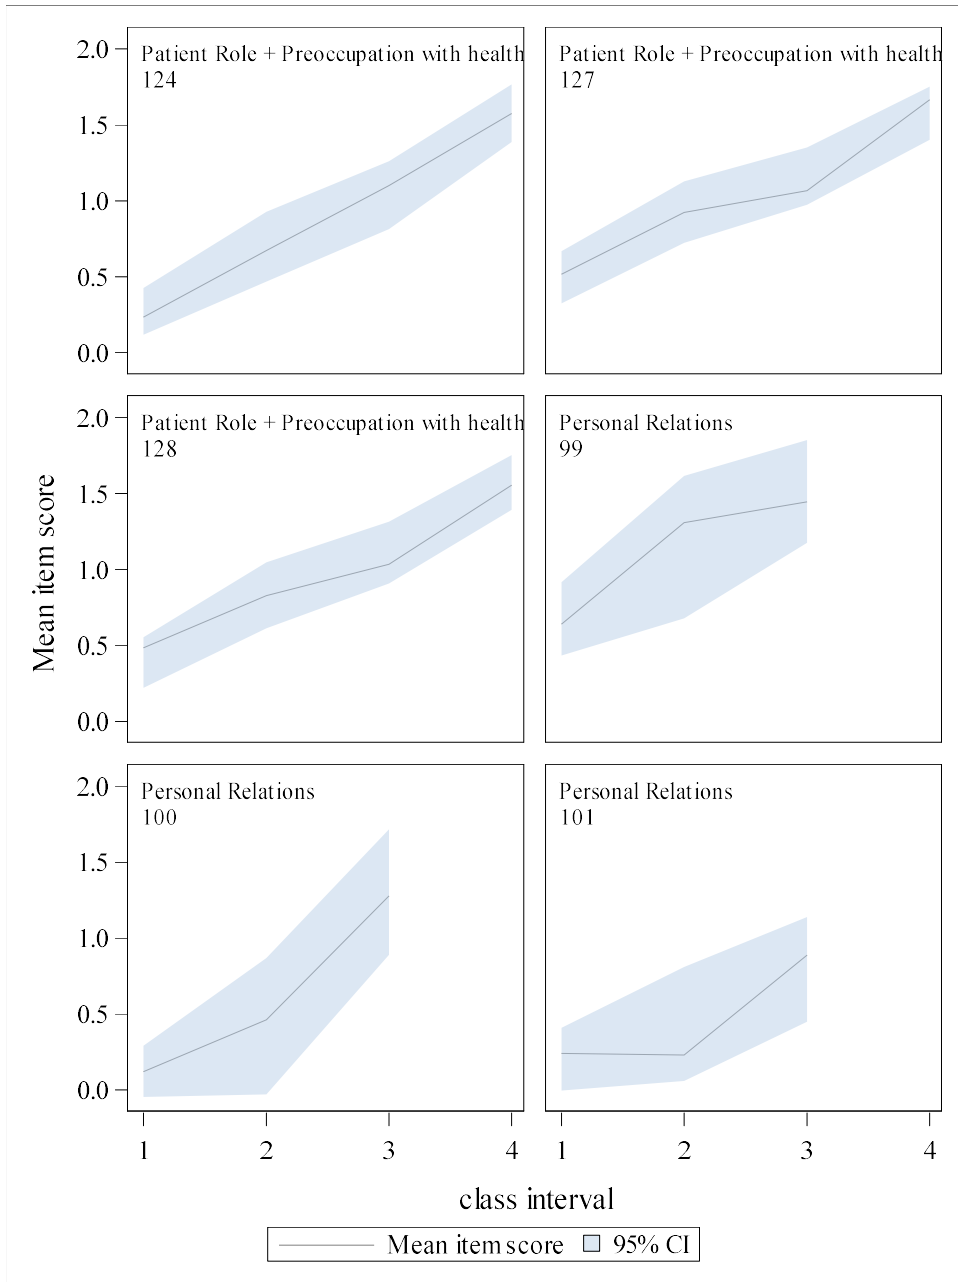 Patient Role + Preoccupation with health
124
2.0
1.5
1.0
0.5
0.0
Patient Role + Preoccupation with health
127
Patient Role + Preoccupation with health
128
2.0
1.5
1.0
0.5
0.0
Personal Relations
99
Mean item score
Personal Relations
100
2.0
1.5
1.0
0.5
0.0
Personal Relations
101
1 2 3 4
1 2 3 4
class interval
Mean item score 95% CI